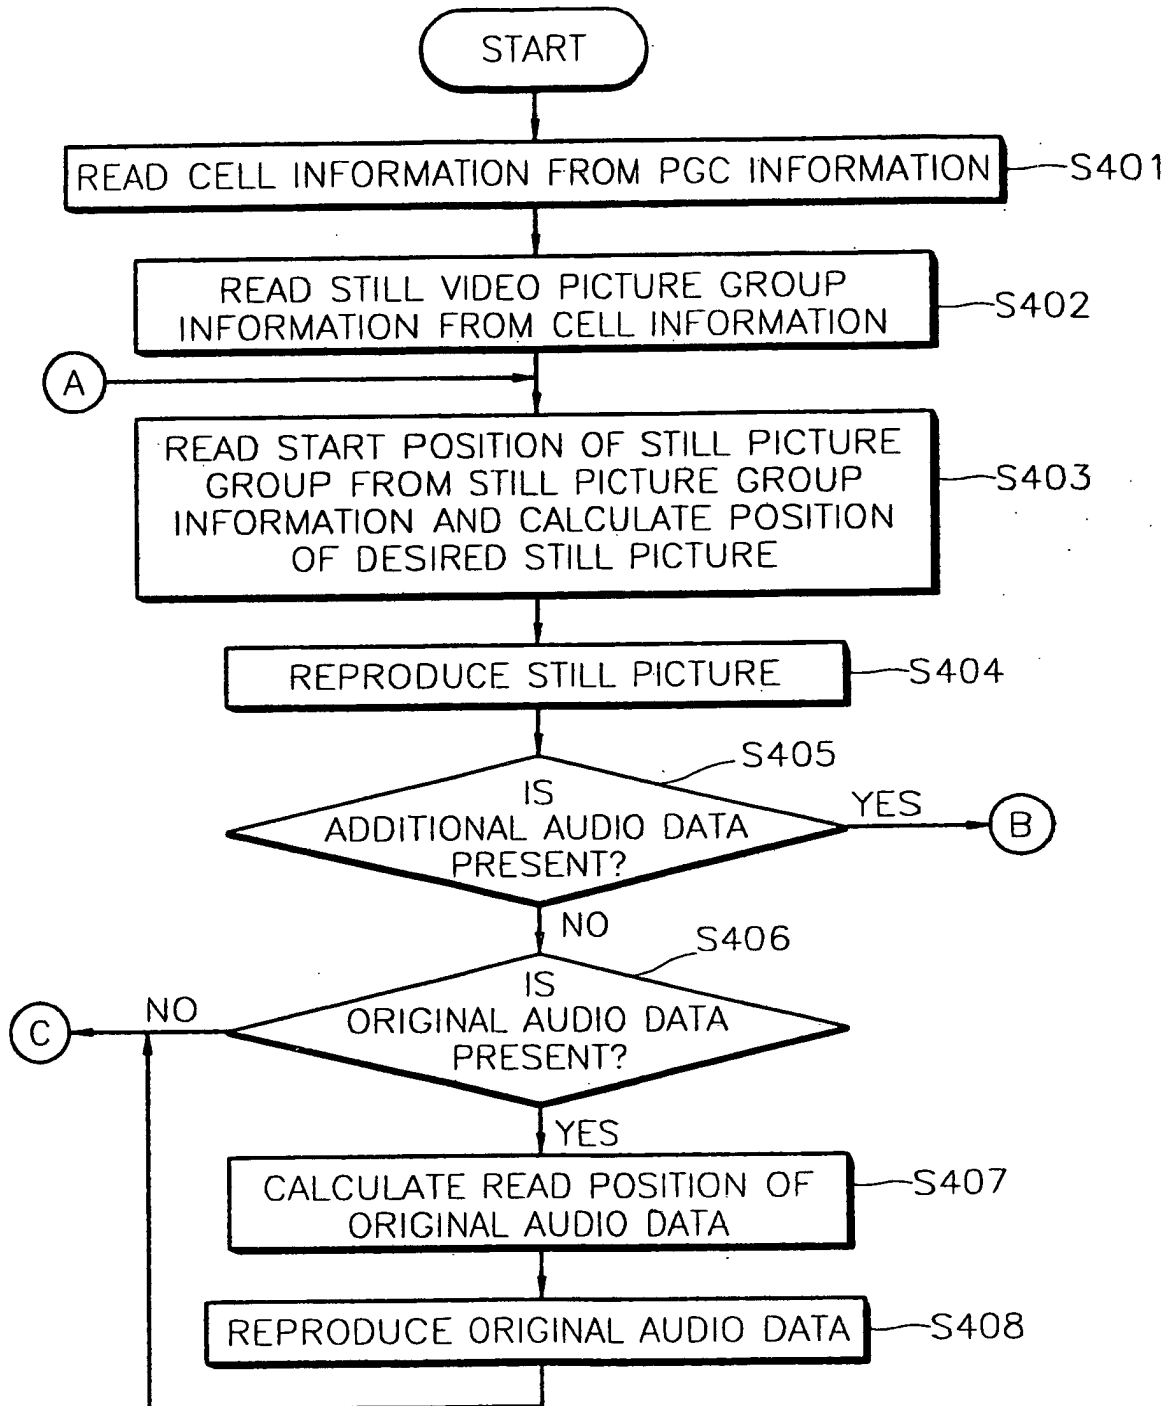 START
READ CELL INFORMATION FROM PGC INFORMATION
S401
READ STILL VIDEO PICTURE GROUP
INFORMATION FROM CELL INFORMATION
S402
A
READ START POSITION OF STILL PICTURE
GROUP FROM STILL PICTURE GROUP
INFORMATION AND CALCULATE POSITION
OF DESIRED STILL PICTURE
S403
REPRODUCE STILL PICTURE
S404
S405
IS
ADDITIONAL AUDIO DATA
PRESENT?
YES
B
NO
S406
IS
ORIGINAL AUDIO DATA
PRESENT?
NO
C
YES
CALCULATE READ POSITION OF
ORIGINAL AUDIO DATA
S407
REPRODUCE ORIGINAL AUDIO DATA
S408